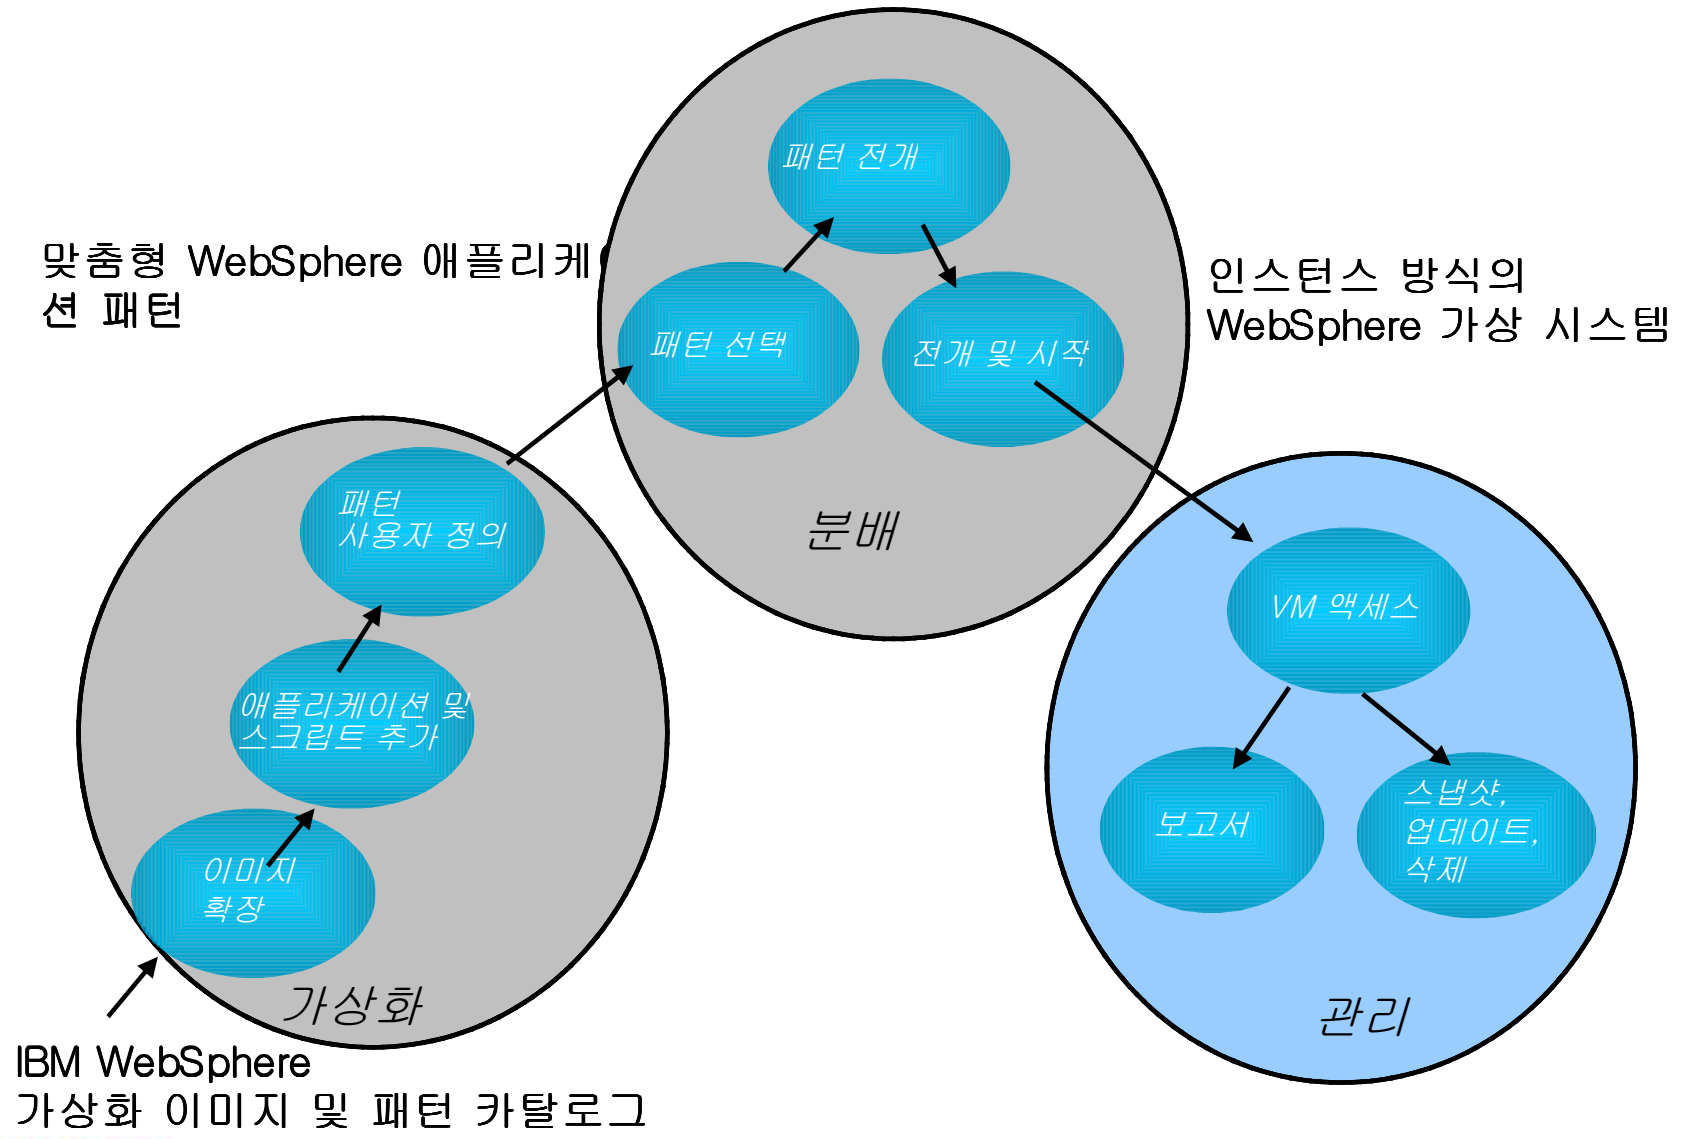 패턴 전개
맞춤형 WebSphere 애플리케이
션 패턴
패턴 선택
전개 및 시작
인스턴스 방식의
WebSphere 가상 시스템
분배
패턴
사용자 정의
애플리케이션 및
스크립트 추가
이미지
확장
가상화
VM 액세스
보고서
스냅샷,
업데이트,
삭제
관리
IBM WebSphere
가상화 이미지 및 패턴 카탈로그